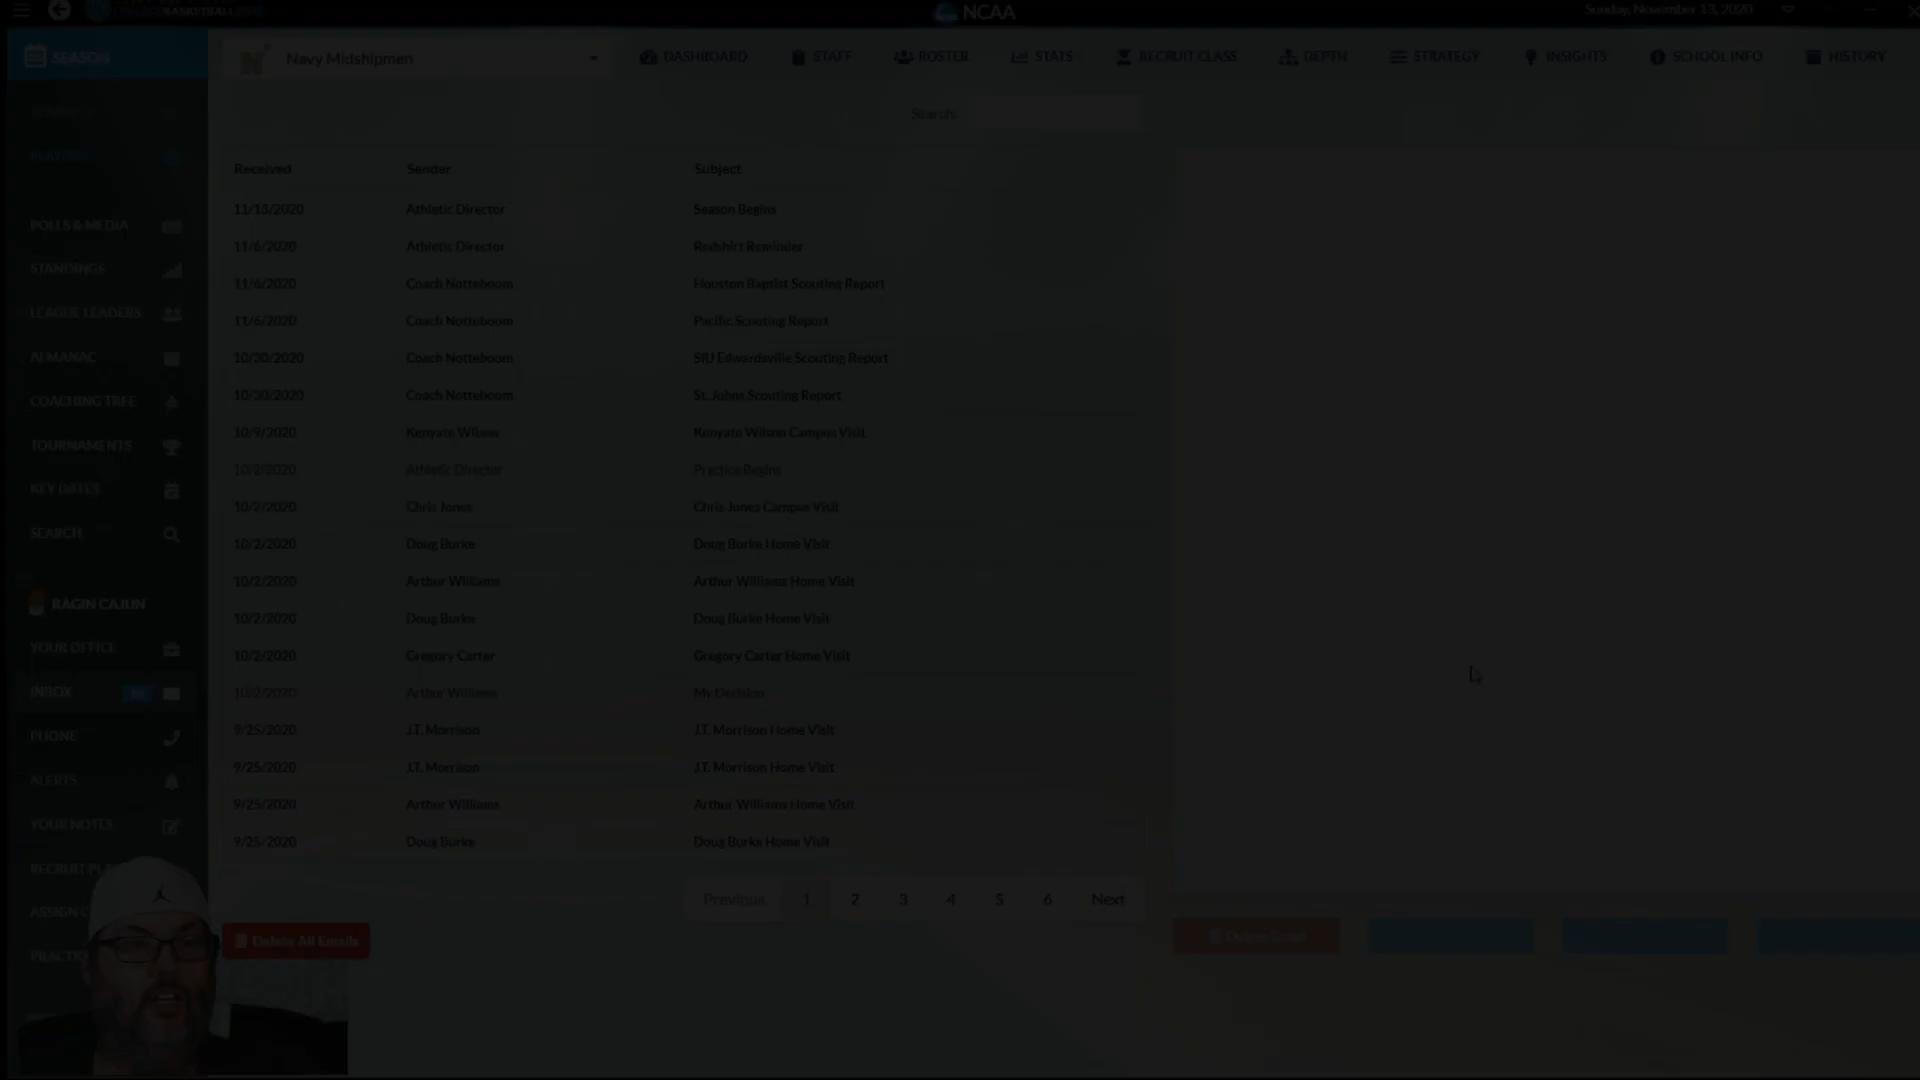 NCAA
Sunday, November 13, 2020
SEASON
Navy Midshipmen
DASHBOARD
STAFF
ROSTER
STATS
RECRUIT CLASS
DEPTH
STRATEGY
INSIGHTS
SCHOOL INFO
HISTORY
Search:
PLAYERS
POLLS & MEDIA
STANDINGS
LEAGUE LEADERS
ALMANAC
COACHING TREE
TOURNAMENTS
KEY DATES
SEARCH
RAGIN CAJUN
YOUR OFFICE
INBOX
PHONE
ALERTS
YOUR NOTES
Received Sender Subject
11/13/2020 Athletic Director Season Begins
11/6/2020 Athletic Director Redshirt Reminder
11/6/2020 Coach Notteboom Houston Baptist Scouting Report
11/6/2020 Coach Notteboom Pacific Scouting Report
10/30/2020 Coach Notteboom SIU Edwardsville Scouting Report
10/30/2020 Coach Notteboom St. Johns Scouting Report
10/9/2020 Kenyate Wilson Kenyate Wilson Campus Visit
10/2/2020 Athletic Director Practice Begins
10/2/2020 Chris Jones Chris Jones Campus Visit
10/2/2020 Doug Burke Doug Burke Home Visit
10/2/2020 Arthur Williams Arthur Williams Home Visit
10/2/2020 Doug Burke Doug Burke Home Visit
10/2/2020 Gregory Carter Gregory Carter Home Visit
10/2/2020 Arthur Williams My Decision
9/25/2020 J.T. Morrison J.T. Morrison Home Visit
9/25/2020 J.T. Morrison J.T. Morrison Home Visit
9/25/2020 Arthur Williams Arthur Williams Home Visit
9/25/2020 Doug Burke Doug Burke Home Visit
Previous 1 2 3 4 5 6 Next
Delete All Emails
Delete Email